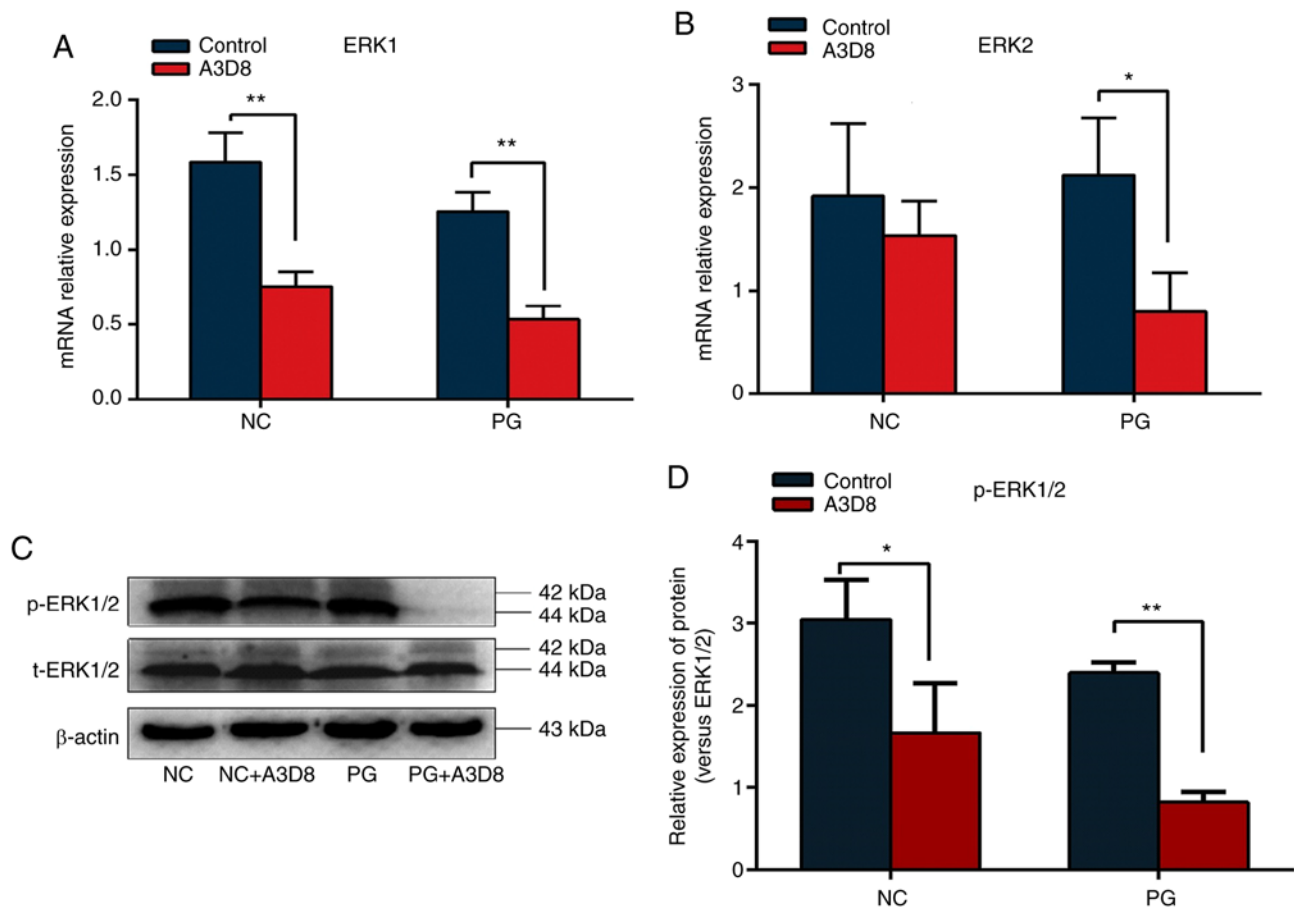 A
Control
A3D8
ERK1
mRNA relative expression
2.0
1.5
1.0
0.5
0.0
**
**
NC
PG
B
Control
A3D8
ERK2
mRNA relative expression
3
2
1
0
*
NC
PG
C
p-ERK1/2
42 kDa
44 kDa
t-ERK1/2
42 kDa
44 kDa
β-actin
43 kDa
NC NC+A3D8 PG PG+A3D8
D
Control
A3D8
p-ERK1/2
Relative expression of protein
(versus ERK1/2)
4
3
2
1
0
*
**
NC
PG